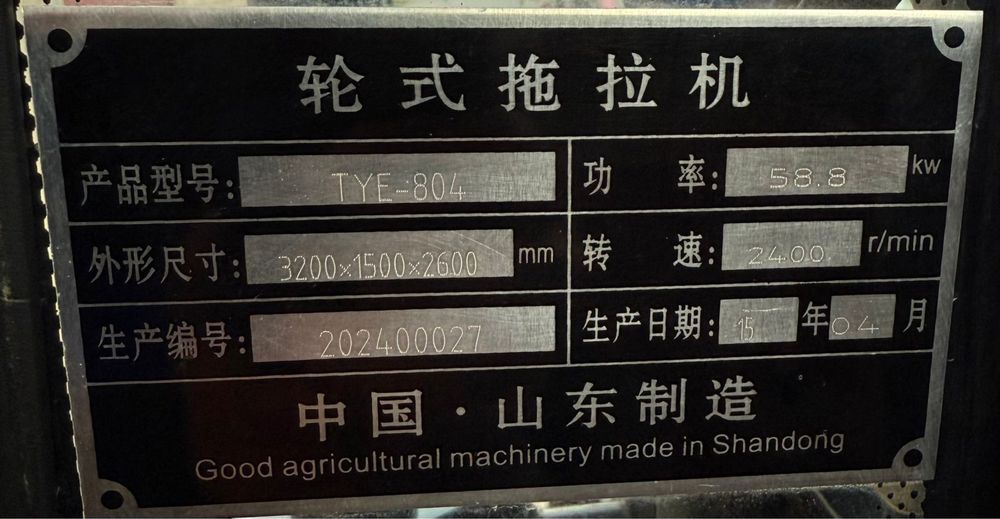 轮式拖拉机
产品型号: TYE-804 功率: 58.8 kw
外形尺寸: 3200×1500×2600 mm 转速: 2400 r/min
生产编号: 202400027 生产日期: 15 年 04 月
中国·山东制造
Good agricultural machinery made in Shandong